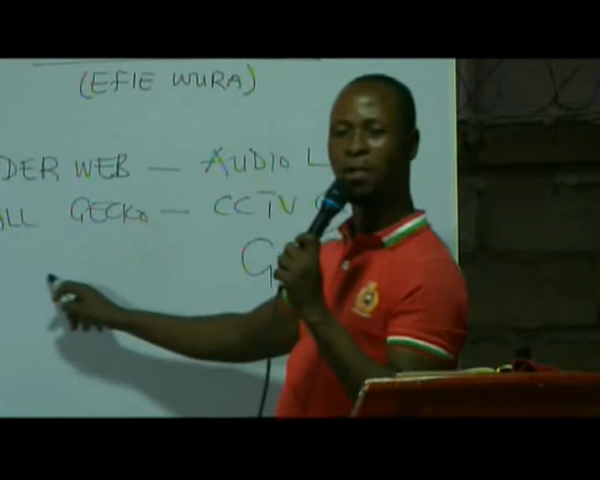 (EFIE WURA)
DER WEB — AUDIO L
LL GECKO — CCTV
G